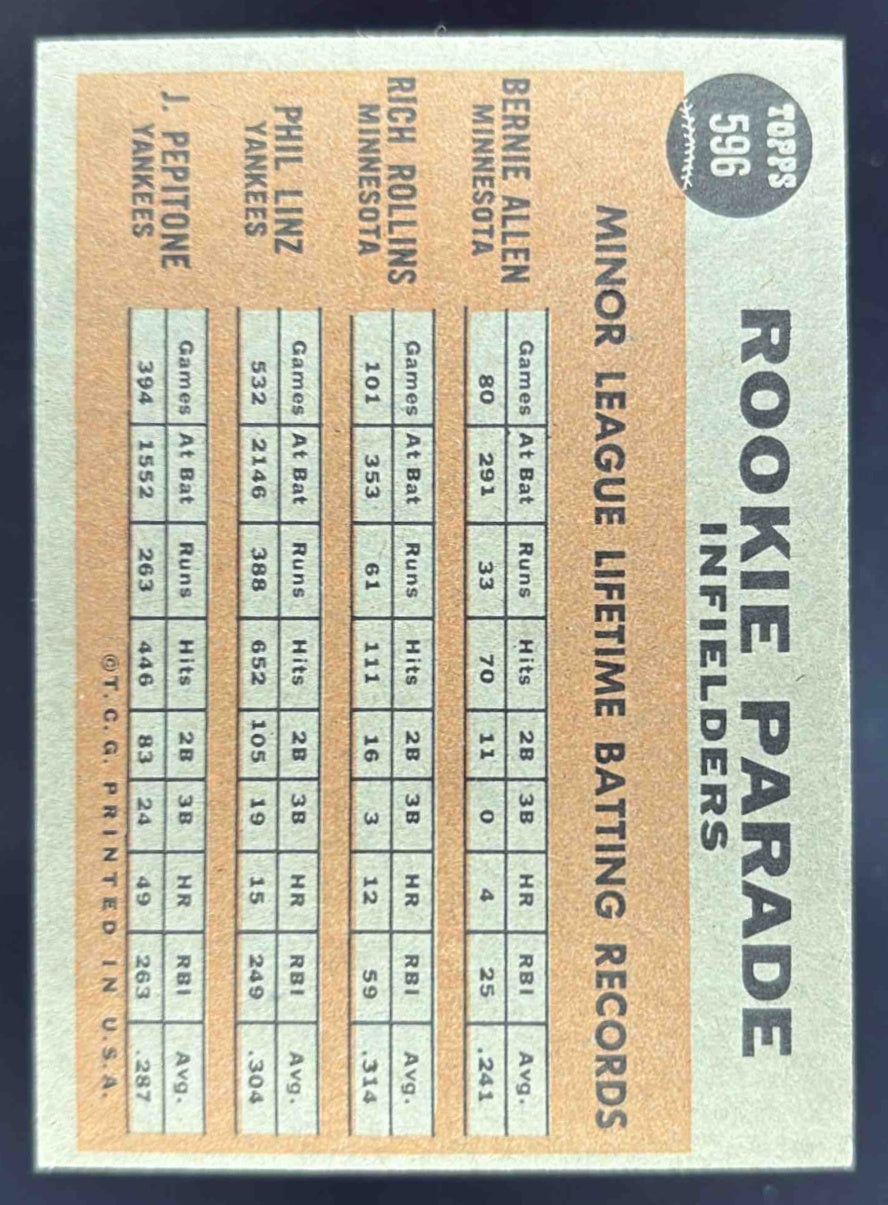 TOPPS
596
ROOKIE PARADE
INFIELDERS
MINOR LEAGUE LIFETIME BATTING RECORDS
BERNIE ALLEN
MINNESOTA
Games At Bat Runs Hits 2B 3B HR RBI Avg.
80 291 33 70 11 0 4 25 .241
RICH ROLLINS
MINNESOTA
Games At Bat Runs Hits 2B 3B HR RBI Avg.
101 353 61 111 16 3 12 59 .314
PHIL LINZ
YANKEES
Games At Bat Runs Hits 2B 3B HR RBI Avg.
532 2146 388 652 105 19 15 249 .304
J. PEPITONE
YANKEES
Games At Bat Runs Hits 2B 3B HR RBI Avg.
394 1552 263 446 83 24 49 263 .287
©T.C.G. PRINTED IN U.S.A.